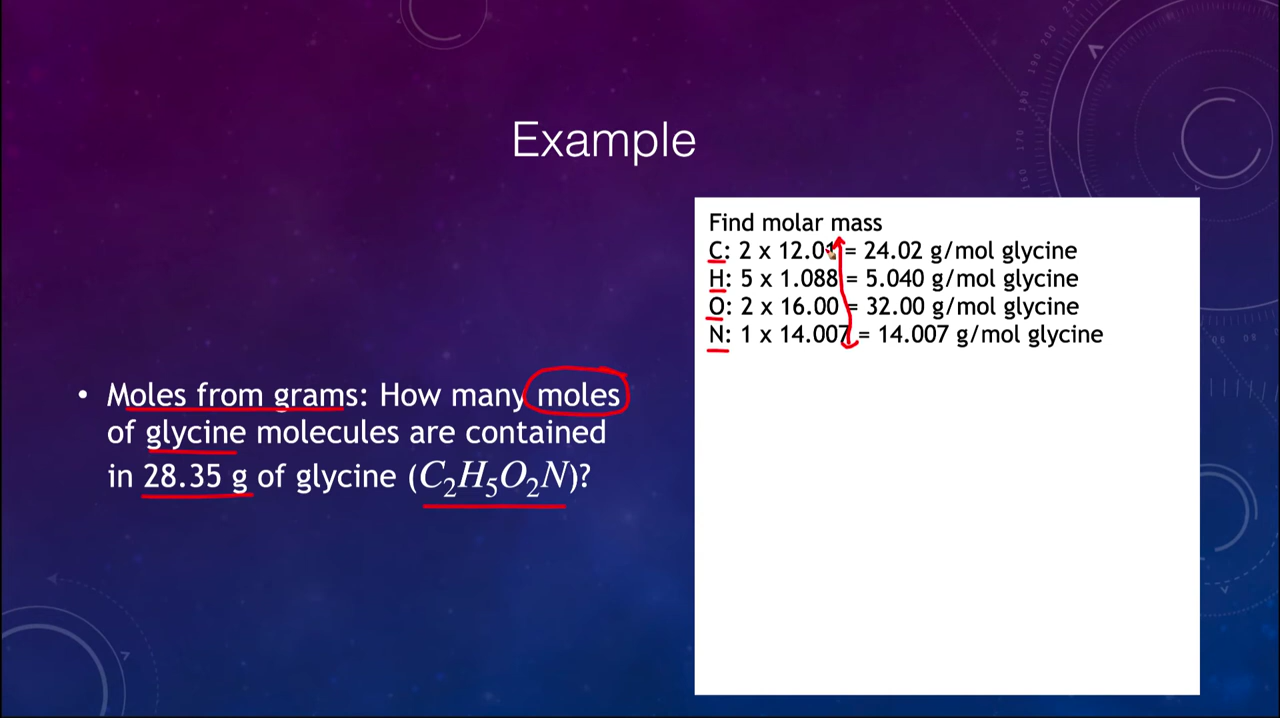 Example
Find molar mass
C: 2 x 12.01 = 24.02 g/mol glycine
H: 5 x 1.088 = 5.040 g/mol glycine
O: 2 x 16.00 = 32.00 g/mol glycine
N: 1 x 14.007 = 14.007 g/mol glycine
• Moles from grams: How many moles
of glycine molecules are contained
in 28.35 g of glycine (C₂H₅O₂N)?